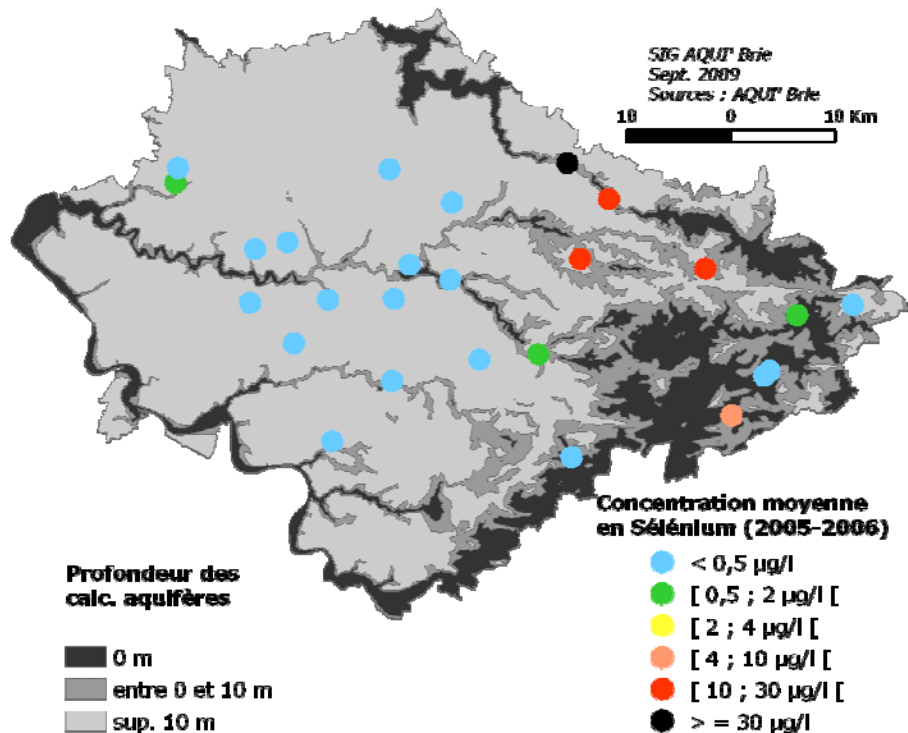 SIG AQUI' Brie
Sept. 2009
Sources : AQUI' Brie
10 0 10 Km
Concentration moyenne
en Sélénium (2005-2006)
< 0,5 µg/l
[ 0,5 ; 2 µg/l [
[ 2 ; 4 µg/l [
[ 4 ; 10 µg/l [
[ 10 ; 30 µg/l [
> = 30 µg/l
Profondeur des
calc. aquifères
0 m
entre 0 et 10 m
sup. 10 m